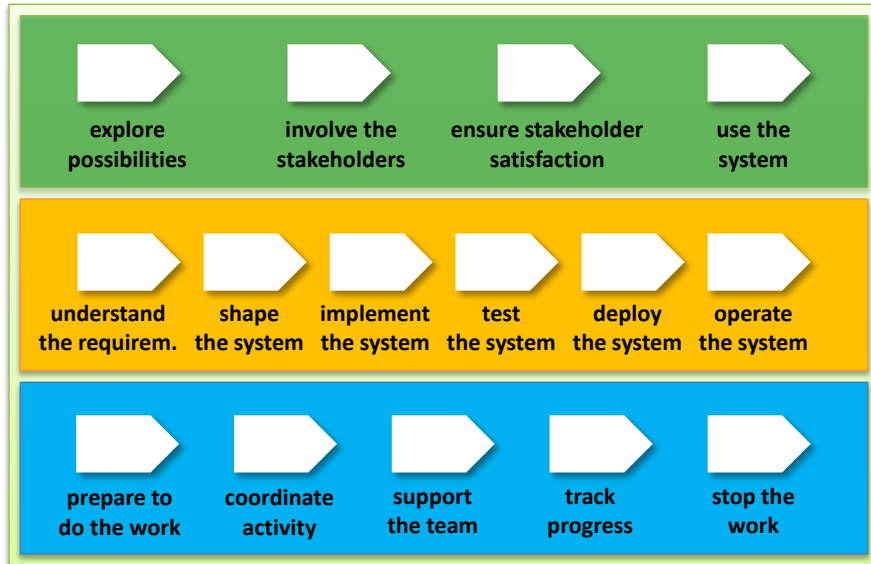 explore
possibilities
involve the
stakeholders
ensure stakeholder
satisfaction
use the
system
understand
the requirem.
shape
the system
implement
the system
test
the system
deploy
the system
operate
the system
prepare to
do the work
coordinate
activity
support
the team
track
progress
stop the
work